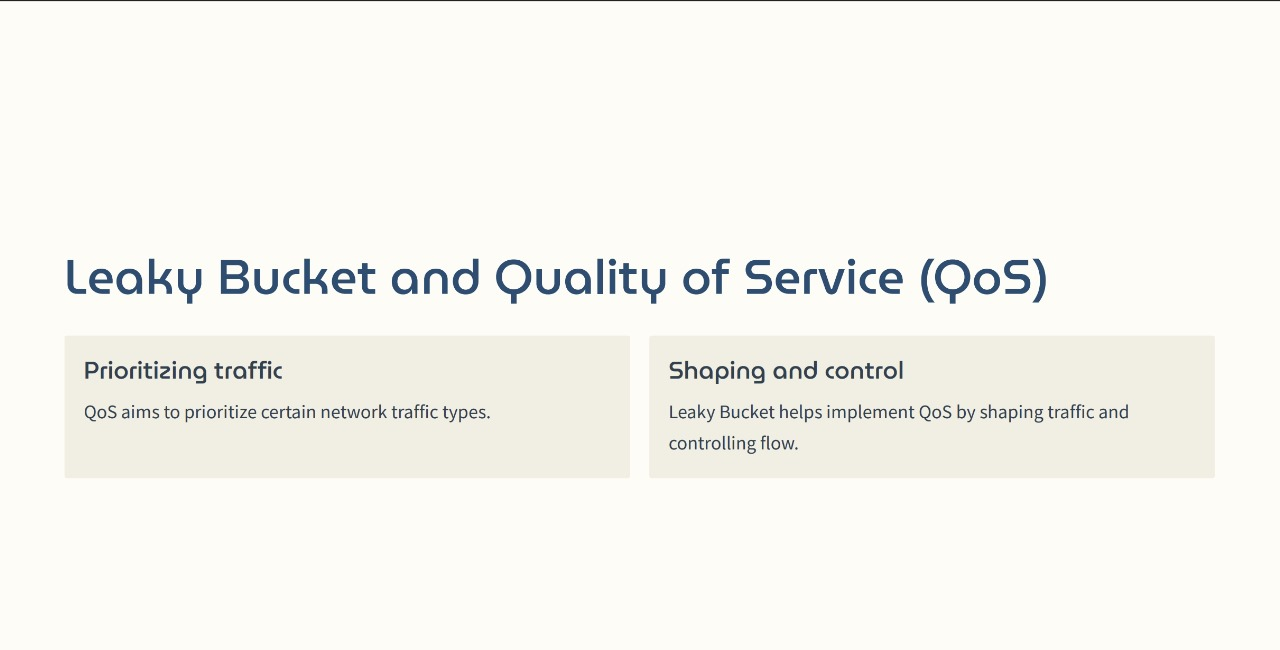 Leaky Bucket and Quality of Service (QoS)
Prioritizing traffic
QoS aims to prioritize certain network traffic types.
Shaping and control
Leaky Bucket helps implement QoS by shaping traffic and
controlling flow.